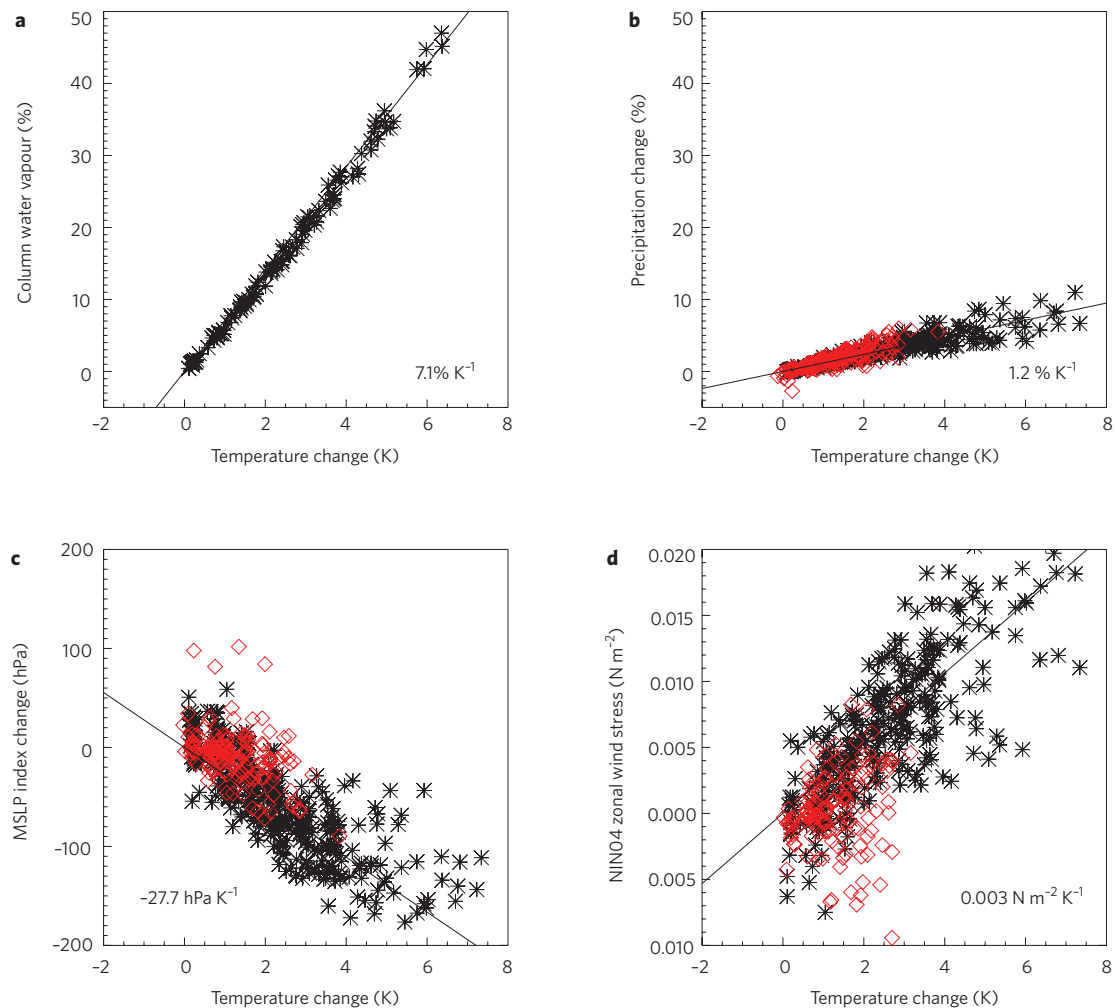 a
50
40
30
20
10
0
Column water vapour (%)
7.1% K⁻¹
−2 0 2 4 6 8
Temperature change (K)
b
50
40
30
20
10
0
Precipitation change (%)
1.2 % K⁻¹
−2 0 2 4 6 8
Temperature change (K)
c
200
100
0
−100
−200
MSLP index change (hPa)
−27.7 hPa K⁻¹
−2 0 2 4 6 8
Temperature change (K)
d
0.020
0.015
0.010
0.005
0.000
0.005
0.010
NIN04 zonal wind stress (N m⁻²)
0.003 N m⁻² K⁻¹
−2 0 2 4 6 8
Temperature change (K)